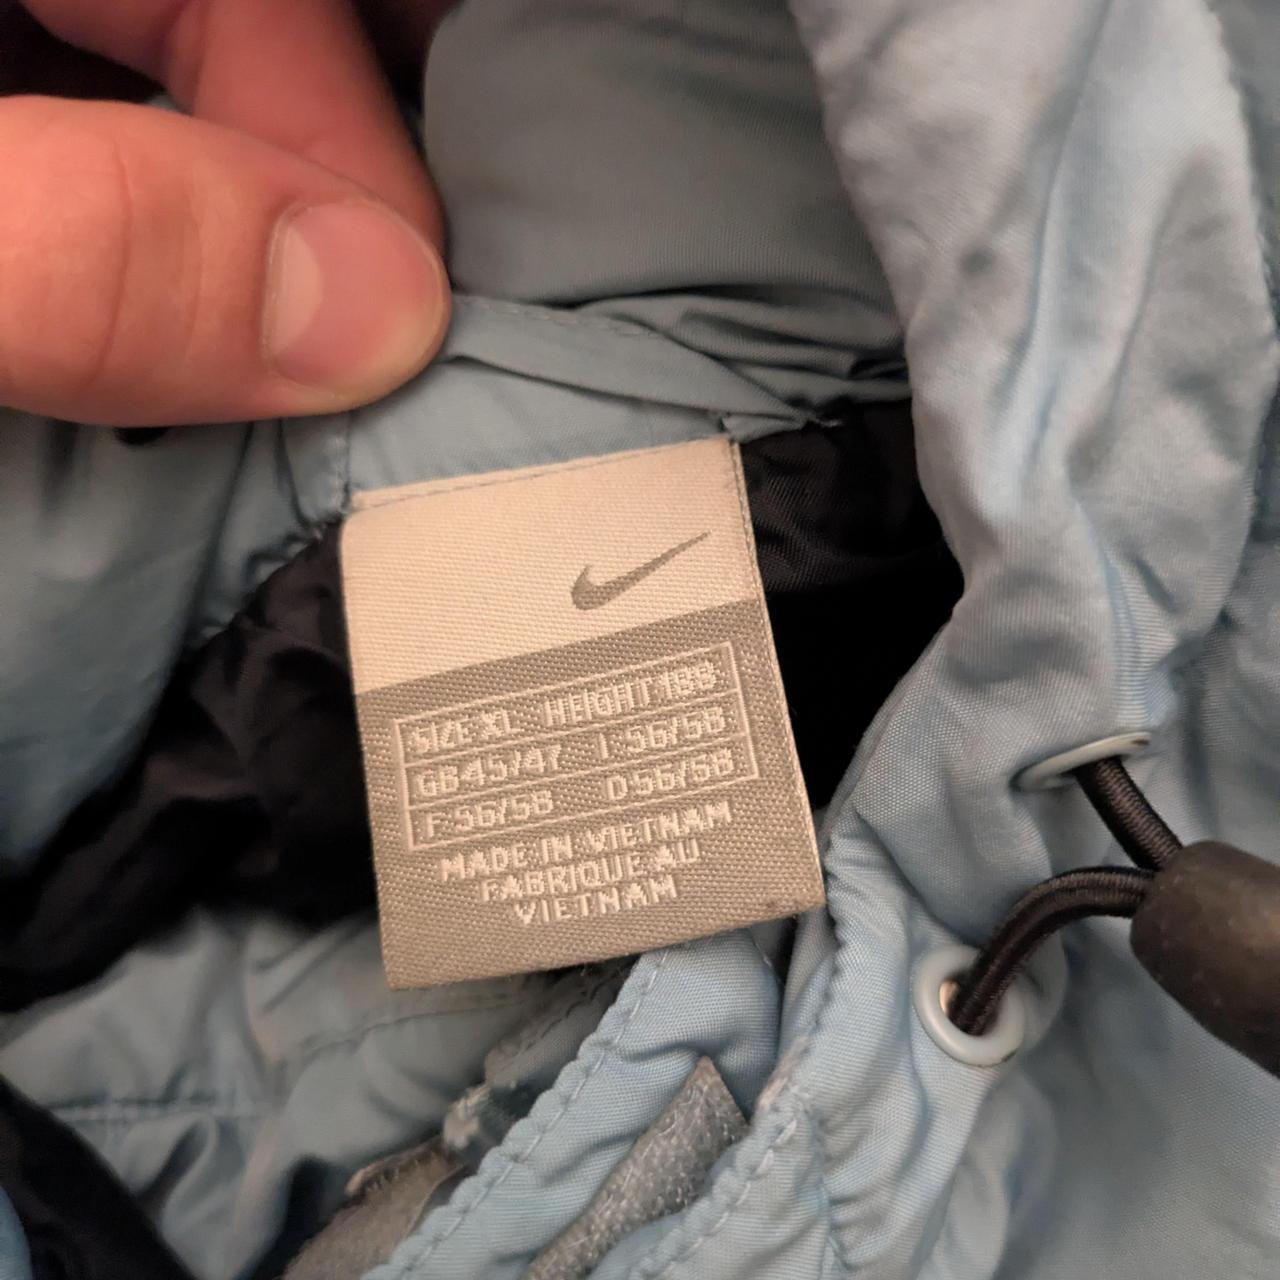 SIZE XL HEIGHT 188
GB 45/47 I 56/58
F 56/58 D 56/58
MADE IN VIETNAM
FABRIQUE AU
VIETNAM